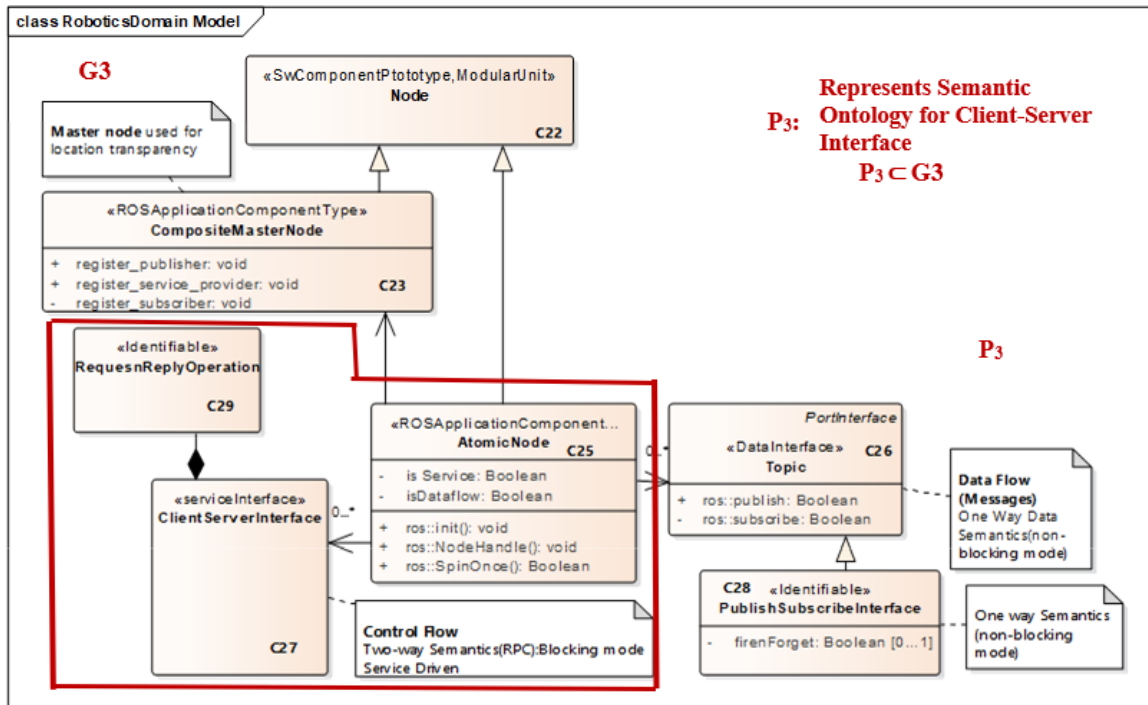 class RoboticsDomain Model
G3
«SwComponentPtototype,ModularUnit»
Node
C22
Represents Semantic
P3: Ontology for Client-Server
Interface
P3 ⊂ G3
Master node used for
location transparency
«ROSApplicationComponentType»
CompositeMasterNode
+ register_publisher: void
+ register_service_provider: void
- register_subscriber: void
C23
«Identifiable»
RequesnReplyOperation
C29
P3
«ROSApplicationComponent...
AtomicNode
C25
- is Service: Boolean
- isDataflow: Boolean
+ ros::init(): void
+ ros::NodeHandle(): void
+ ros::SpinOnce(): Boolean
0..*
PortInterface
«DataInterface»
C26
Topic
+ ros::publish: Boolean
- ros::subscribe: Boolean
Data Flow
(Messages)
One Way Data
Semantics(non-
blocking mode)
«serviceInterface»
ClientServerInterface
0..*
C27
Control Flow
Two-way Semantics(RPC):Blocking mode
Service Driven
C28 «Identifiable»
PublishSubscribeInterface
- firenForget: Boolean [0...1]
One way Semantics
(non-blocking
mode)